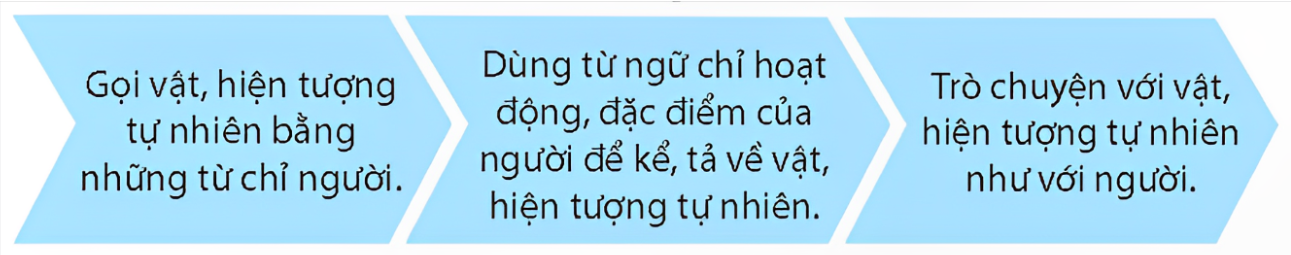 Gọi vật, hiện tượng
tự nhiên bằng
những từ chỉ người.
Dùng từ ngữ chỉ hoạt
động, đặc điểm của
người để kể, tả về vật,
hiện tượng tự nhiên.
Trò chuyện với vật,
hiện tượng tự nhiên
như với người.